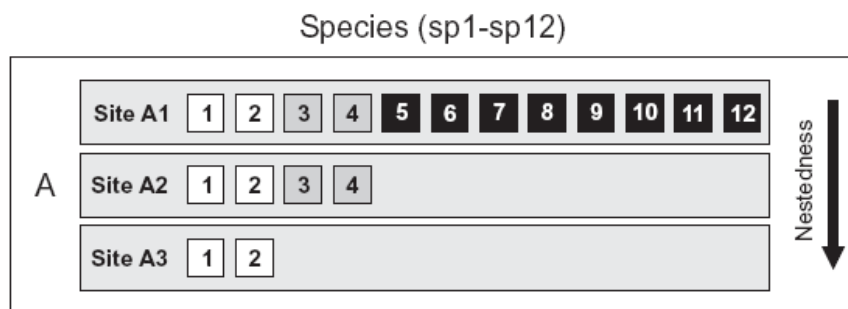 Species (sp1-sp12)
A
Site A1 1 2 3 4 5 6 7 8 9 10 11 12
Site A2 1 2 3 4
Site A3 1 2
Nestedness